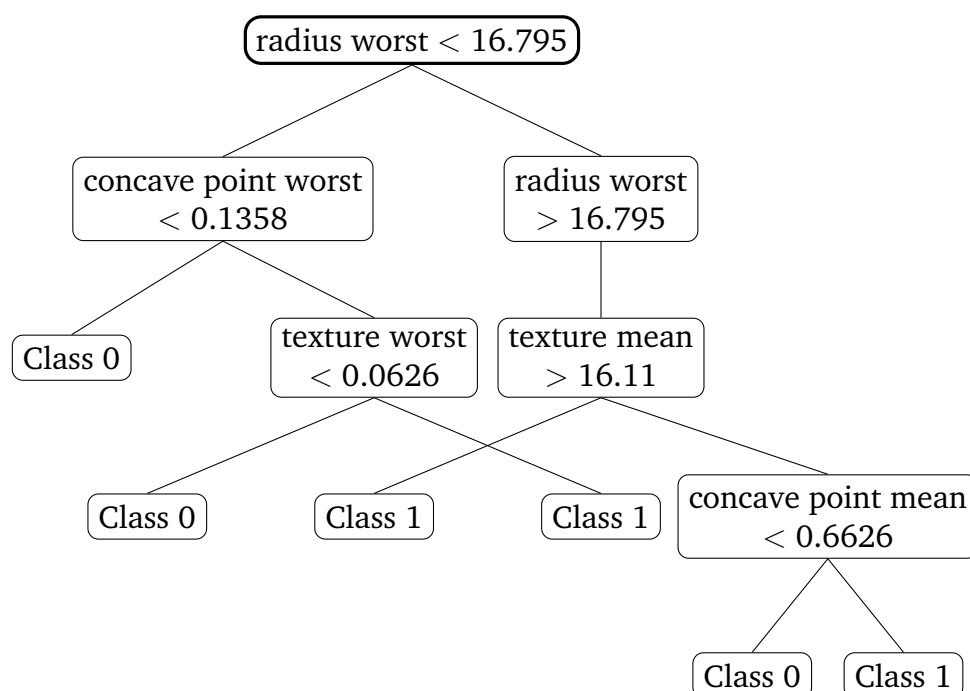 radius worst < 16.795
concave point worst
< 0.1358
radius worst
> 16.795
Class 0
texture worst
< 0.0626
texture mean
> 16.11
Class 0
Class 1
Class 1
concave point mean
< 0.6626
Class 0
Class 1